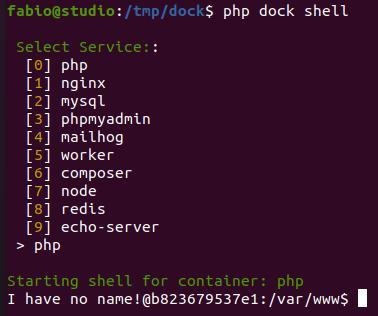 fabio@studio:/tmp/dock$ php dock shell
Select Service::
[0] php
[1] nginx
[2] mysql
[3] phpmyadmin
[4] mailhog
[5] worker
[6] composer
[7] node
[8] redis
[9] echo-server
> php
Starting shell for container: php
I have no name!@b823679537e1:/var/www$